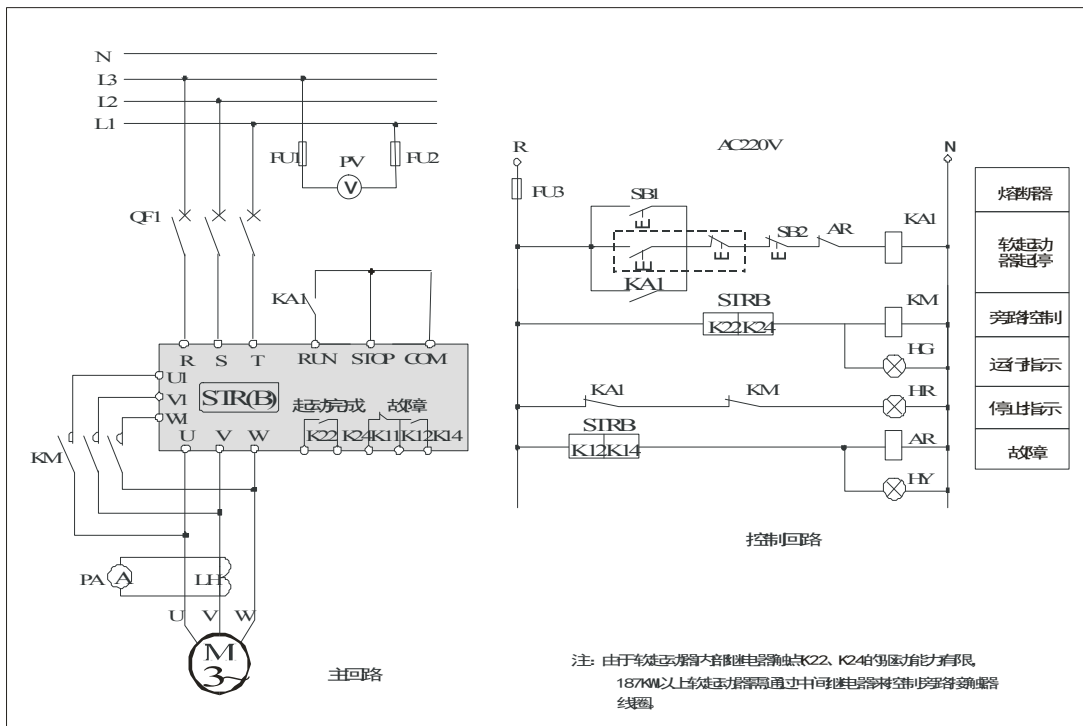 N
L3
L2
L1
FU1
PV
V
FU2
QF1
KA1
R S T RUN STOP COM
U1
V1
W1
STR(B)
起动完成 故障
U V W K22 K24 K11 K12 K14
KM
PA A LH
U V W
M
3~
主回路
R AC220V N
FU3
SB1
E
E E SB2 E AR KA1
KA1
STRB
K22 K24 KM
HG
KA1 KM HR
STRB
K12 K14 AR
HY
控制回路
熔断器
软起动
器起停
旁路控制
运行指示
停止指示
故障
注: 由于软起动器内部继电器触点K22、K24的驱动能力有限,
187KW以上软起动器需通过中间继电器来控制旁路接触器
线圈.